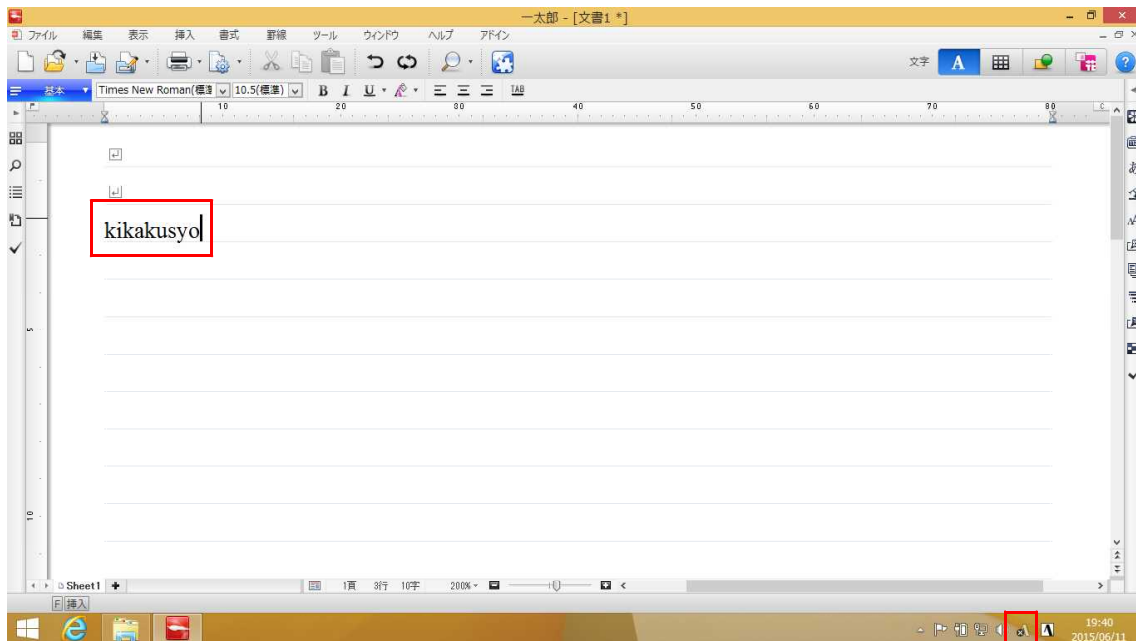 一太郎 - [文書1 *]
ファイル 編集 表示 挿入 書式 罫線 ツール ウィンドウ ヘルプ アドイン
文字 A
基本 Times New Roman(標準 10.5(標準) B I U TAB
10 20 30 40 50 60 70 80
kikakusyo
5
10
Sheet1 1頁 3行 10字 200%
F 挿入
19:40
2015/06/11